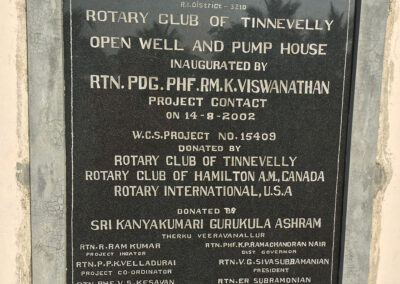 R.I. DISTRICT - 3210
ROTARY CLUB OF TINNEVELLY
OPEN WELL AND PUMP HOUSE
INAUGURATED BY
RTN. PDG. PHF. RM. K. VISWANATHAN
PROJECT CONTACT
ON 14-8-2002
W.C.S. PROJECT NO. 15409
DONATED BY
ROTARY CLUB OF TINNEVELLY
ROTARY CLUB OF HAMILTON A.M., CANADA
ROTARY INTERNATIONAL, U.S.A
DONATED
SRI KANYAKUMARI GURUKULA ASHRAM
THERKU VEERAVANALLUR
RTN. R. RAM KUMAR
PROJECT
RTN. PHF. K.P. RAMACHANDRAN NAIR
DIST GOVERNOR
RTN. P.P.K. VELLADURAI
PROJECT CO-ORDINATOR
RTN. V.G. SIVASUBRAMANIAN
PRESIDENT
RTN. PHF. V.S. KESAVAN
RTN. ER SUBRAMONIAN